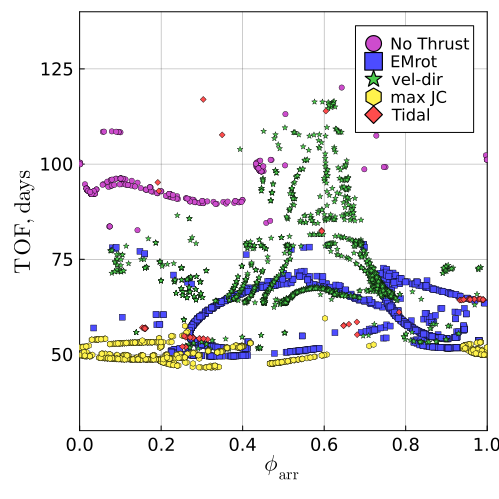 No Thrust
EMrot
vel-dir
max JC
Tidal
125
100
75
50
TOF, days
0.0 0.2 0.4 0.6 0.8 1.0
ϕarr